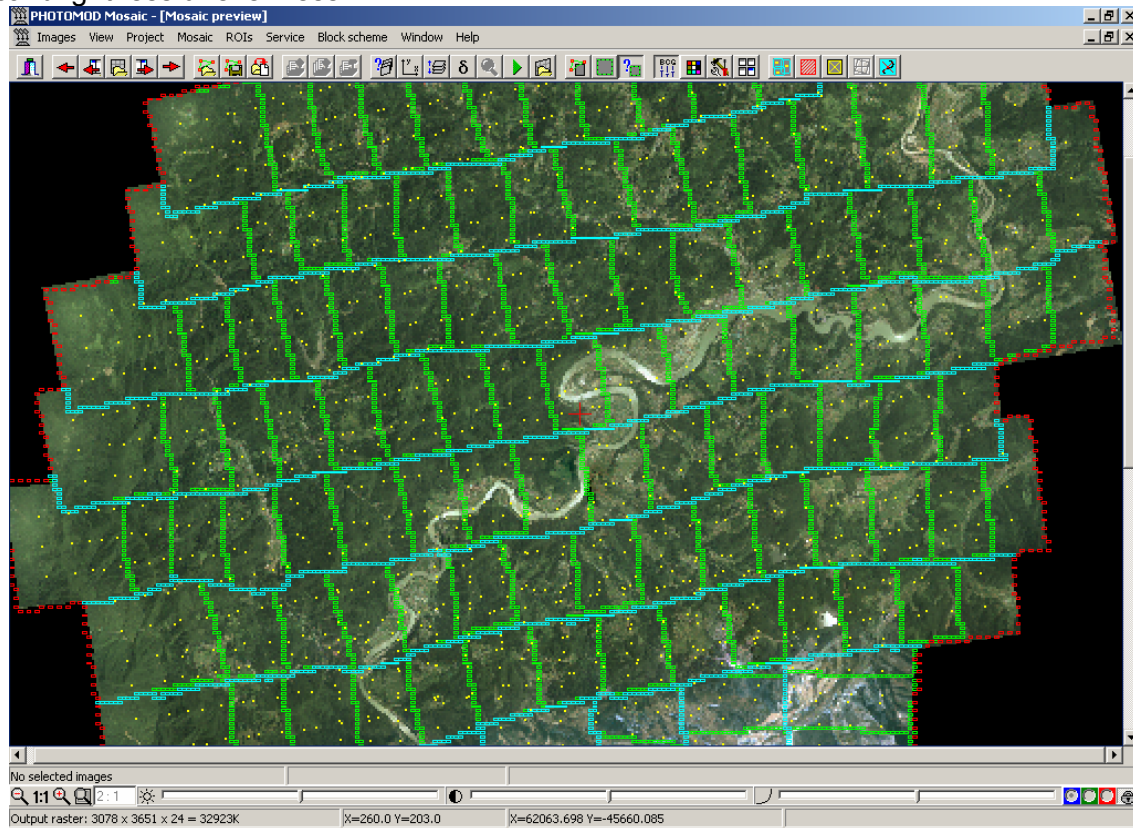 PHOTOMOD Mosaic - [Mosaic preview]
Images View Project Mosaic ROIs Service Block scheme Window Help
No selected images
1:1 2 : 1
Output raster: 3078 x 3651 x 24 = 32923K X=260.0 Y=203.0 X=62063.698 Y=-45660.085